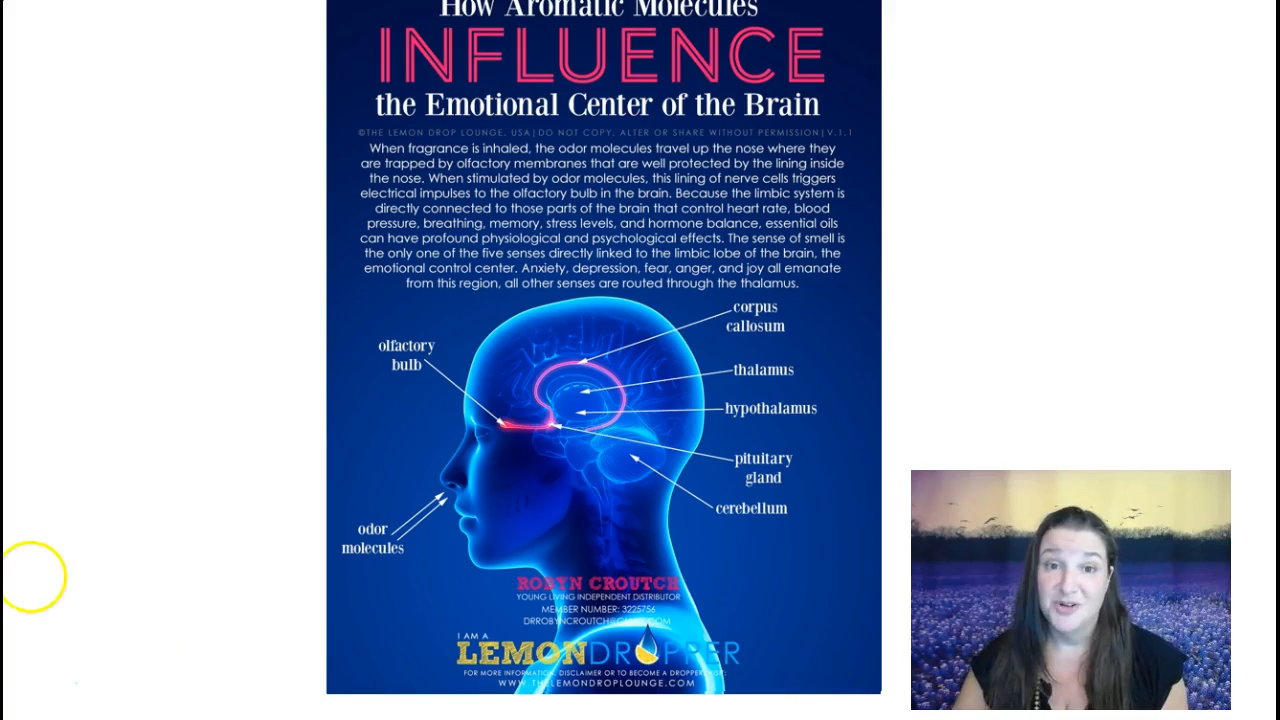 How Aromatic Molecules
INFLUENCE
the Emotional Center of the Brain
©THE LEMON DROP LOUNGE, USA|DO NOT COPY, ALTER OR SHARE WITHOUT PERMISSION|V.1.1
When fragrance is inhaled, the odor molecules travel up the nose where they
are trapped by olfactory membranes that are well protected by the lining inside
the nose. When stimulated by odor molecules, this lining of nerve cells triggers
electrical impulses to the olfactory bulb in the brain. Because the limbic system is
directly connected to those parts of the brain that control heart rate, blood
pressure, breathing, memory, stress levels, and hormone balance, essential oils
can have profound physiological and psychological effects. The sense of smell is
the only one of the five senses directly linked to the limbic lobe of the brain, the
emotional control center. Anxiety, depression, fear, anger, and joy all emanate
from this region, all other senses are routed through the thalamus.
corpus
callosum
olfactory
bulb
thalamus
hypothalamus
pituitary
gland
cerebellum
odor
molecules
ROBYN CROUTCH
YOUNG LIVING INDEPENDENT DISTRIBUTOR
MEMBER NUMBER: 3225756
I AM A
LEMONDROPPER
FOR MORE INFORMATION, DISCLAIMER OR TO BECOME A DROPPER
WWW.THELEMONDROPLOUNGE.COM